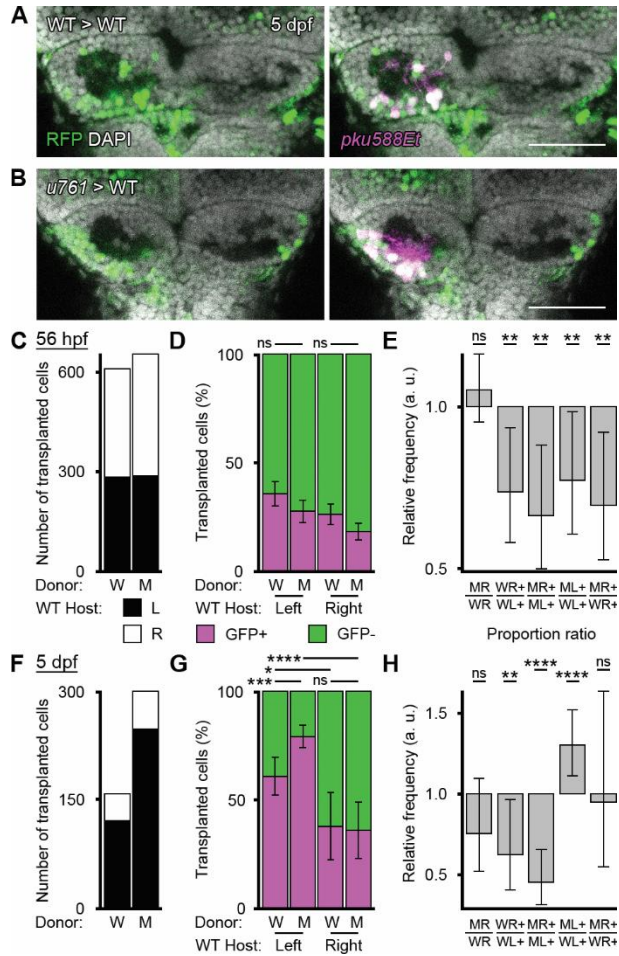 A
WT > WT
5 dpf
RFP DAPI
pku588Et
B
u761 > WT
C
56 hpf
D
E
Number of transplanted cells
600
300
0
Donor: W M
WT Host: L
R
Transplanted cells (%)
100
50
0
ns ns
Donor: W M W M
WT Host: Left Right
GFP+ GFP-
Relative frequency (a. u.)
ns ** ** ** **
1.0
0.5
MR WR+ MR+ ML+ MR+
WR WL+ ML+ WL+ WR+
Proportion ratio
F
5 dpf
G
H
Number of transplanted cells
300
150
0
Donor: W M
Transplanted cells (%)
****
*
*** ns
100
50
0
Donor: W M W M
WT Host: Left Right
Relative frequency (a. u.)
ns ** **** **** ns
1.5
1.0
0.5
MR WR+ MR+ ML+ MR+
WR WL+ ML+ WL+ WR+